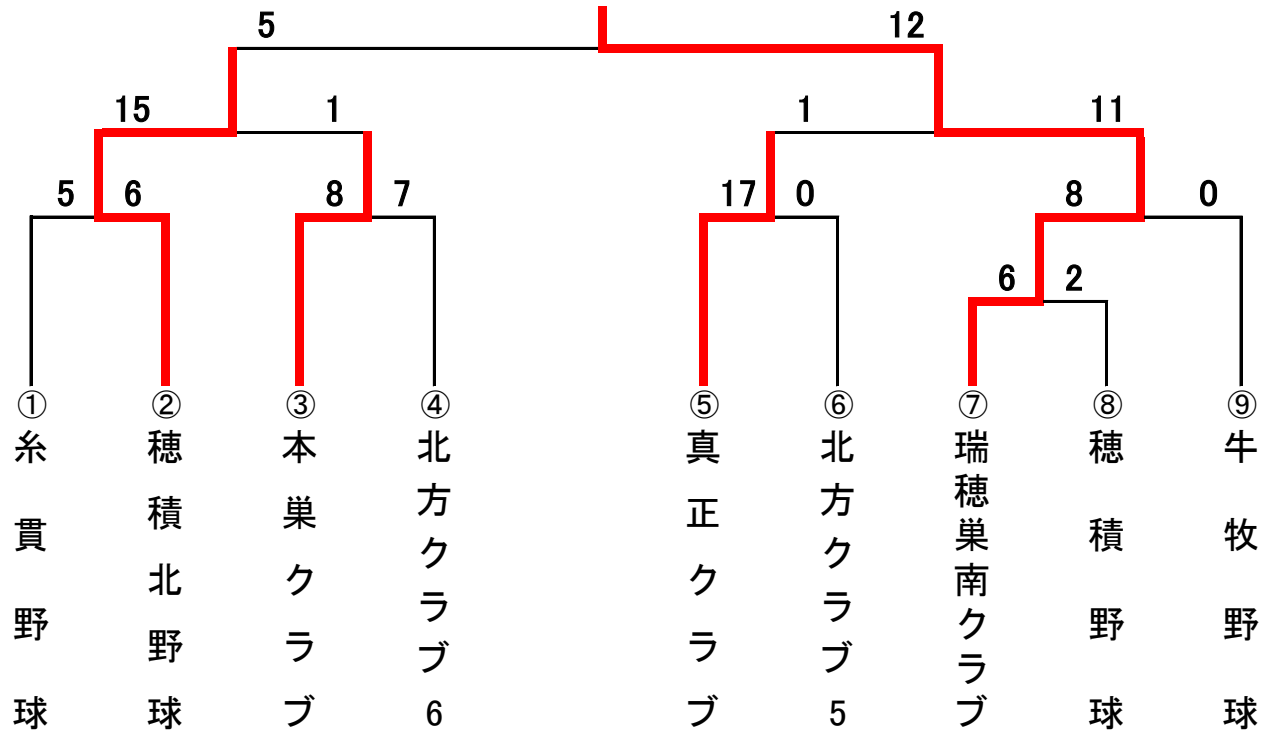 5 12
15 1 1 11
5 6 8 7 17 0 8 0
6 2
① ② ③ ④ ⑤ ⑥ ⑦ ⑧ ⑨
糸貫野球
穂積北野球
本巣クラブ
北方クラブ6
真正クラブ
北方クラブ5
瑞穂巣南クラブ
穂積野球
牛牧野球